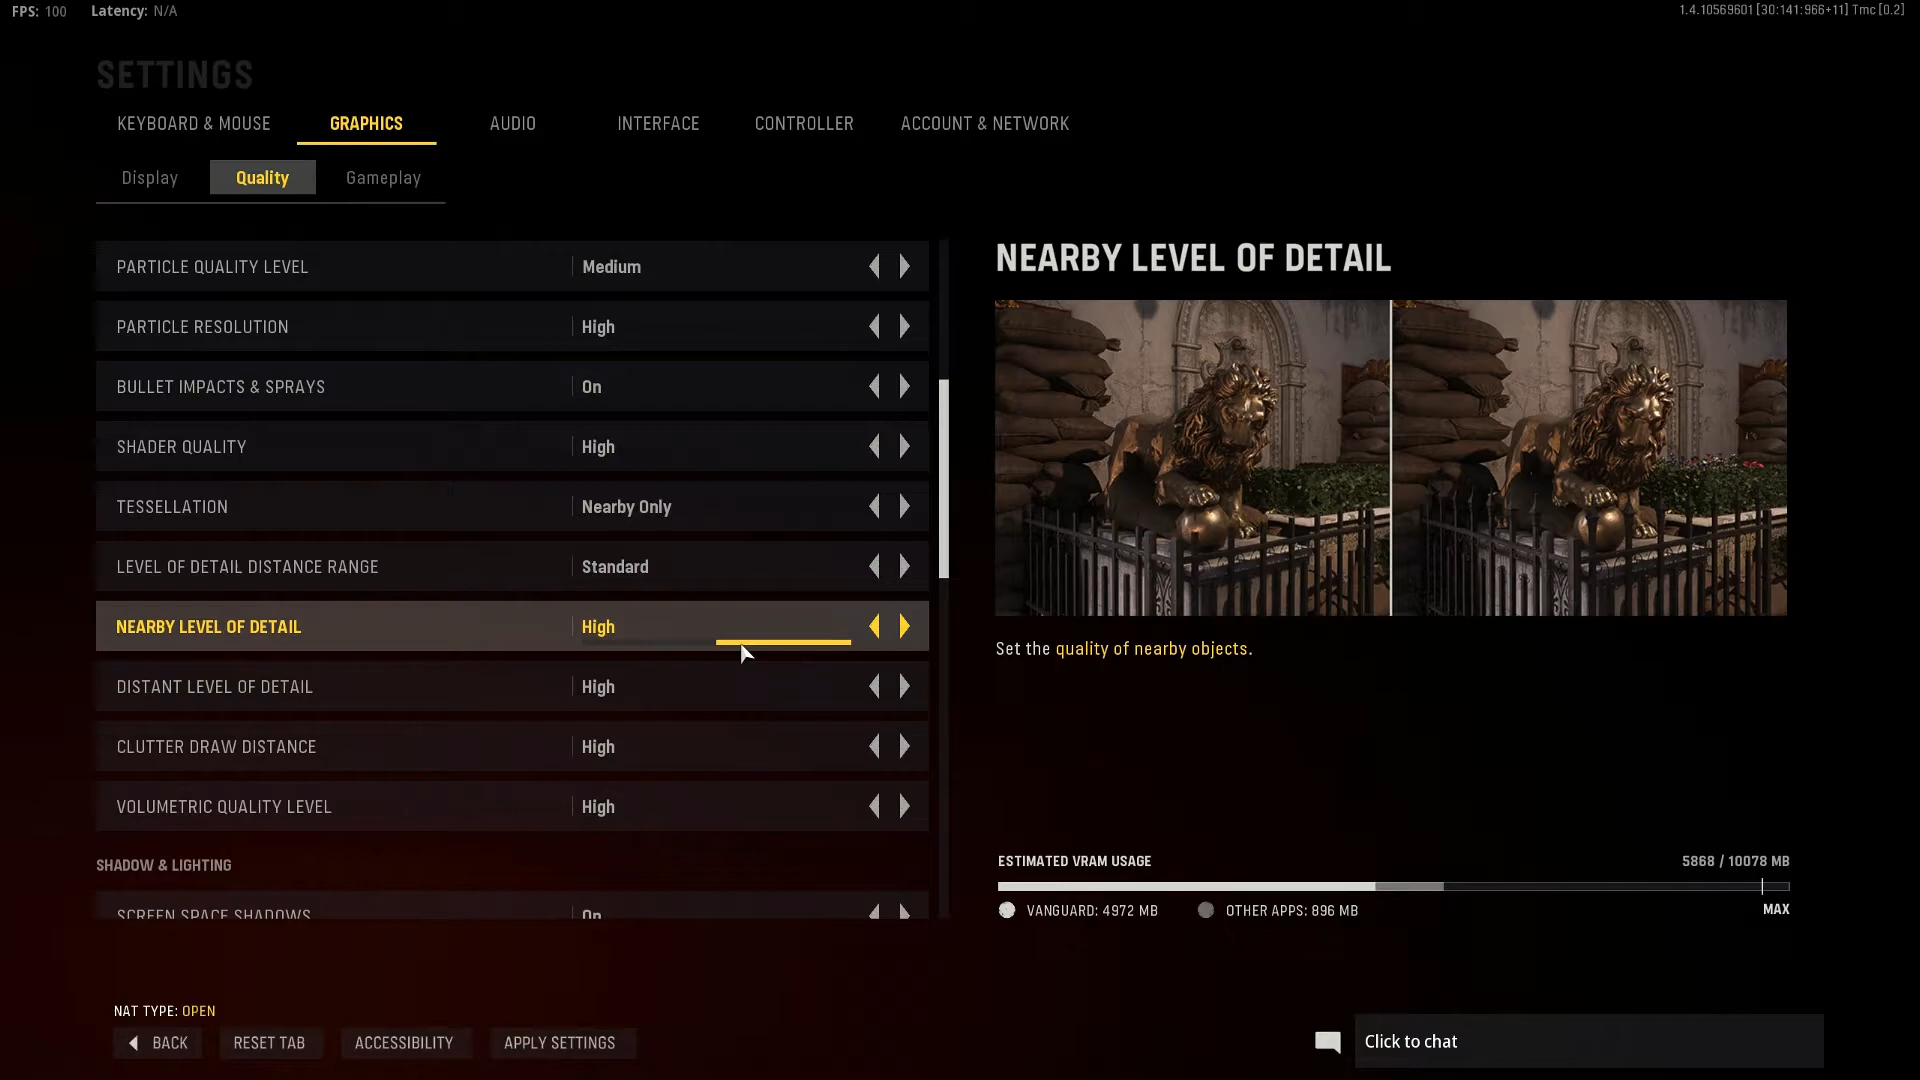 FPS: 100 Latency: N/A
1.4.10569601 [30:141:966+11] Tmc [0.2]
SETTINGS
KEYBOARD & MOUSE GRAPHICS AUDIO INTERFACE CONTROLLER ACCOUNT & NETWORK
Display Quality Gameplay
PARTICLE QUALITY LEVEL Medium
PARTICLE RESOLUTION High
BULLET IMPACTS & SPRAYS On
SHADER QUALITY High
TESSELLATION Nearby Only
LEVEL OF DETAIL DISTANCE RANGE Standard
NEARBY LEVEL OF DETAIL High
DISTANT LEVEL OF DETAIL High
CLUTTER DRAW DISTANCE High
VOLUMETRIC QUALITY LEVEL High
SHADOW & LIGHTING
SCREEN SPACE SHADOWS On
NEARBY LEVEL OF DETAIL
Set the quality of nearby objects.
ESTIMATED VRAM USAGE 5868 / 10078 MB
VANGUARD: 4972 MB OTHER APPS: 896 MB MAX
NAT TYPE: OPEN
BACK RESET TAB ACCESSIBILITY APPLY SETTINGS
Click to chat